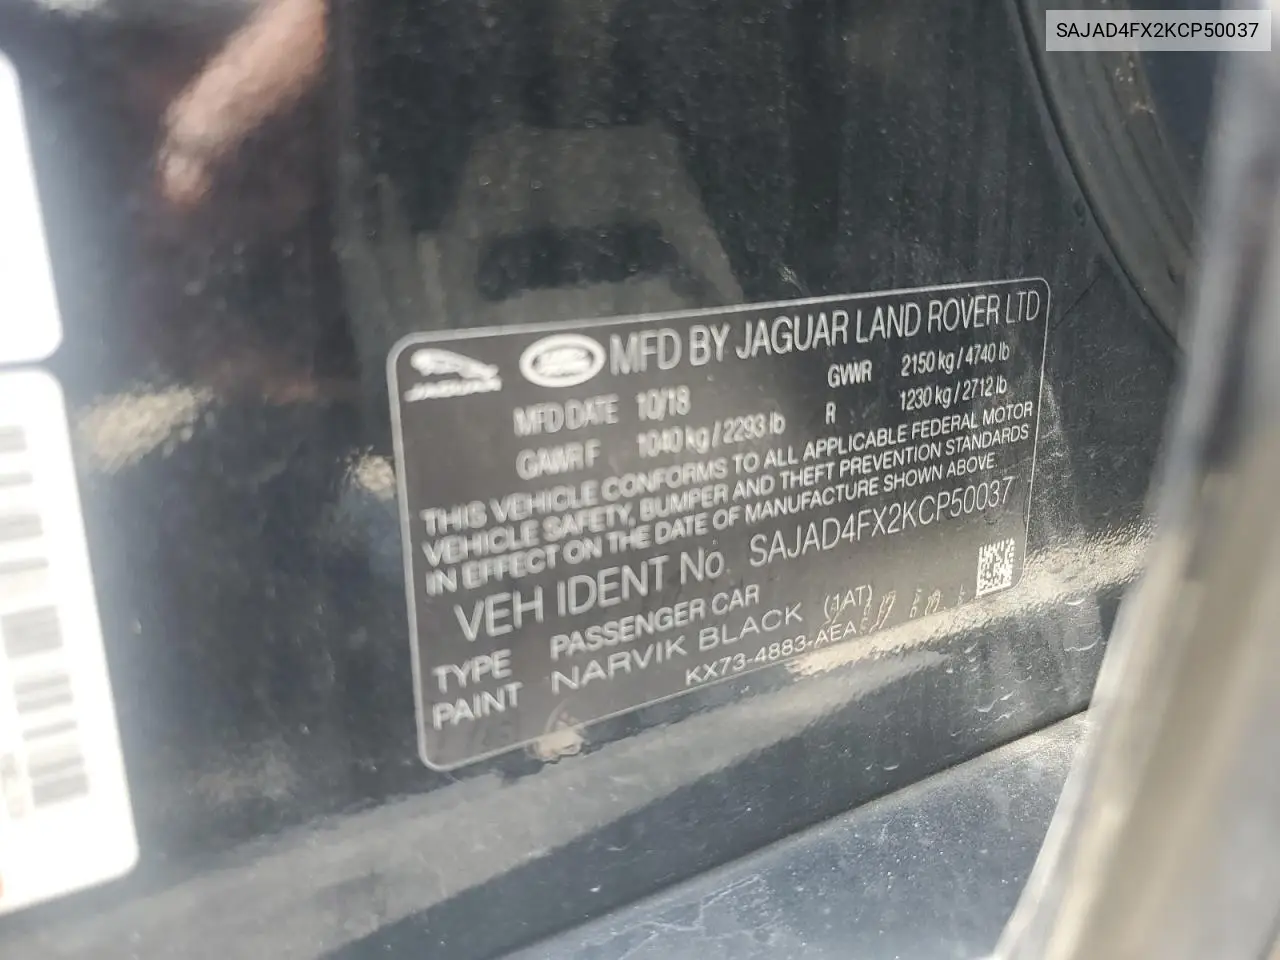 SAJAD4FX2KCP50037
JAGUAR MFD BY JAGUAR LAND ROVER LTD
MFD DATE 10/18 GVWR 2150 kg / 4740 lb
GAWR F 1040 kg / 2293 lb R 1230 kg / 2712 lb
THIS VEHICLE CONFORMS TO ALL APPLICABLE FEDERAL MOTOR
VEHICLE SAFETY, BUMPER AND THEFT PREVENTION STANDARDS
IN EFFECT ON THE DATE OF MANUFACTURE SHOWN ABOVE.
VEH IDENT No. SAJAD4FX2KCP50037
TYPE PASSENGER CAR
PAINT NARVIK BLACK (1AT)
KX73-4883-AEA